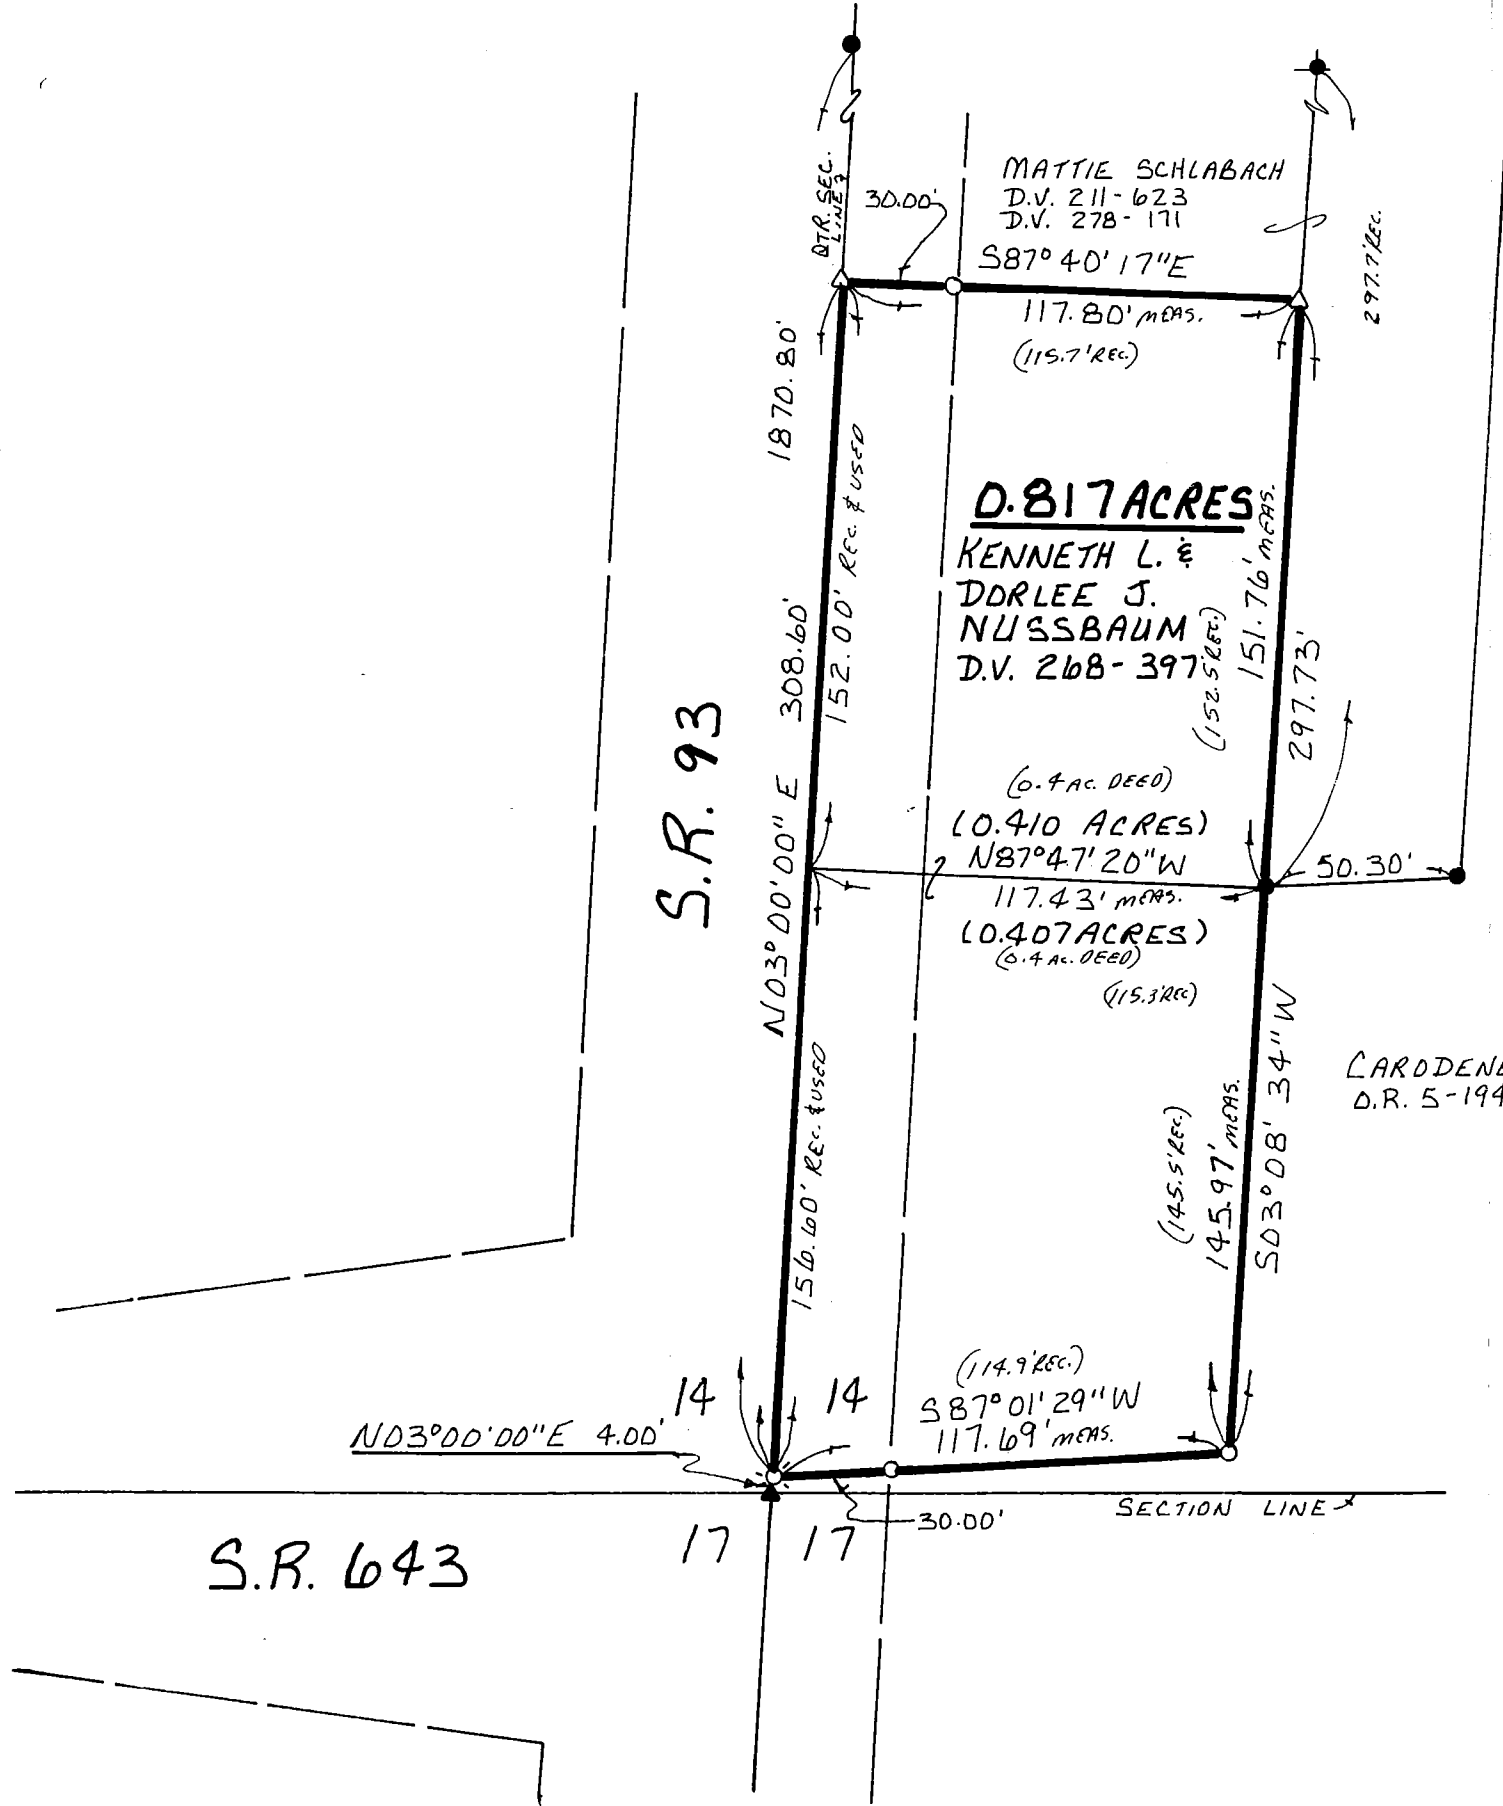 MATTIE SCHLABACH
D.V. 211-623
D.V. 278-171
QTR. SEC.
LINE
30.00'
S87°40'17"E
117.80' MEAS.
(115.7' REC.)
297.7' REC.
1870.80'
0.817 ACRES
KENNETH L. &
DORLEE J.
NUSSBAUM
D.V. 268-397
152.00' REC. & USED
308.60'
N03°00'00"E
151.76' MEAS.
(152.5' REC.)
297.73'
S.R. 93
(0.4 AC. DEED)
(0.410 ACRES)
N87°47'20"W
117.43' MEAS.
(0.407 ACRES)
(0.4 AC. DEED)
(115.3' REC)
50.30'
156.60' REC. & USED
(145.5' REC.)
145.97' MEAS.
S03°08'34"W
D.R. 5-194
14
14
(114.9' REC.)
S87°01'29"W
117.69' MEAS.
N03°00'00"E 4.00'
SECTION LINE
30.00'
17
17
S.R. 643